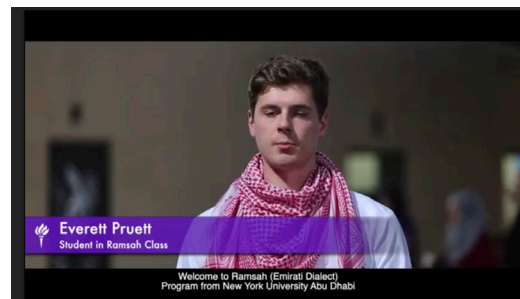 Everett Pruett
Student in Ramsah Class
Welcome to Ramsah (Emirati Dialect)
Program from New York University Abu Dhabi